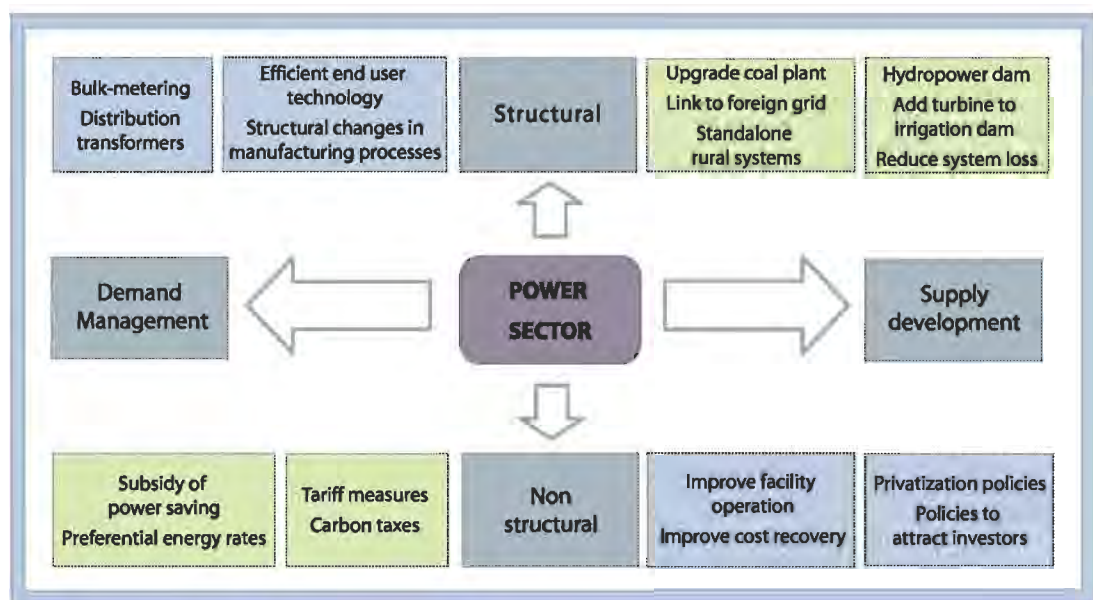 Bulk-metering
Distribution
transformers
Efficient end user
technology
Structural changes in
manufacturing processes
Structural
Upgrade coal plant
Link to foreign grid
Standalone
rural systems
Hydropower dam
Add turbine to
irrigation dam
Reduce system loss
Demand
Management
POWER
SECTOR
Supply
development
Subsidy of
power saving
Preferential energy rates
Tariff measures
Carbon taxes
Non
structural
Improve facility
operation
Improve cost recovery
Privatization policies
Policies to
attract investors